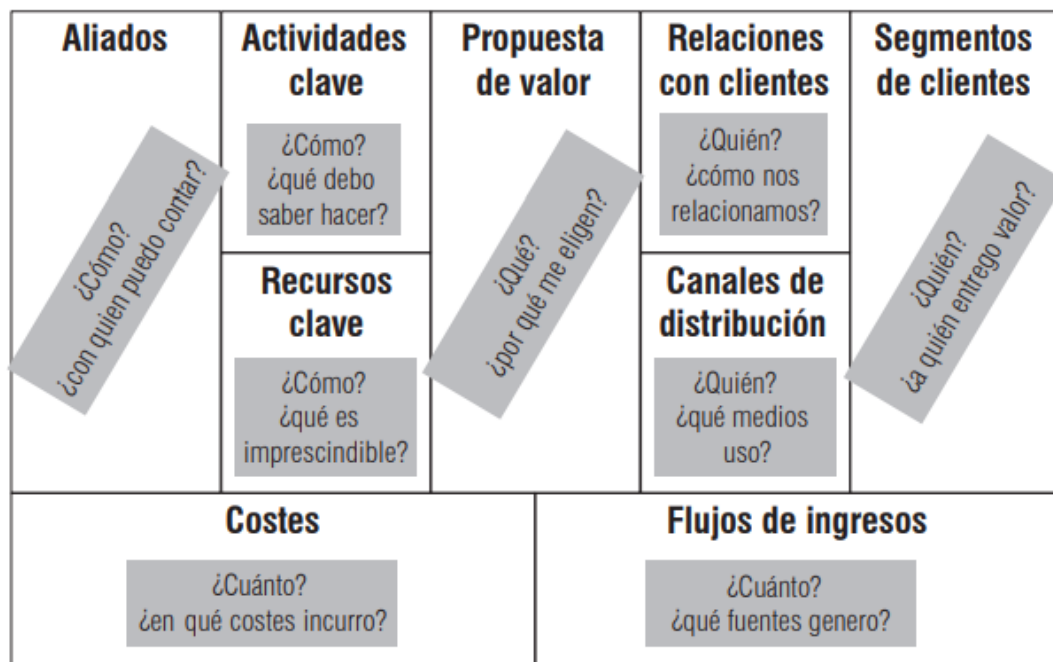 Aliados
¿Cómo?
¿con quien puedo contar?
Actividades
clave
¿Cómo?
¿qué debo
saber hacer?
Recursos
clave
¿Cómo?
¿qué es
imprescindible?
Propuesta
de valor
¿Qué?
¿por qué me eligen?
Relaciones
con clientes
¿Quién?
¿cómo nos
relacionamos?
Canales de
distribución
¿Quién?
¿qué medios
uso?
Segmentos
de clientes
¿Quién?
¿a quién entrego valor?
Costes
¿Cuánto?
¿en qué costes incurro?
Flujos de ingresos
¿Cuánto?
¿qué fuentes genero?